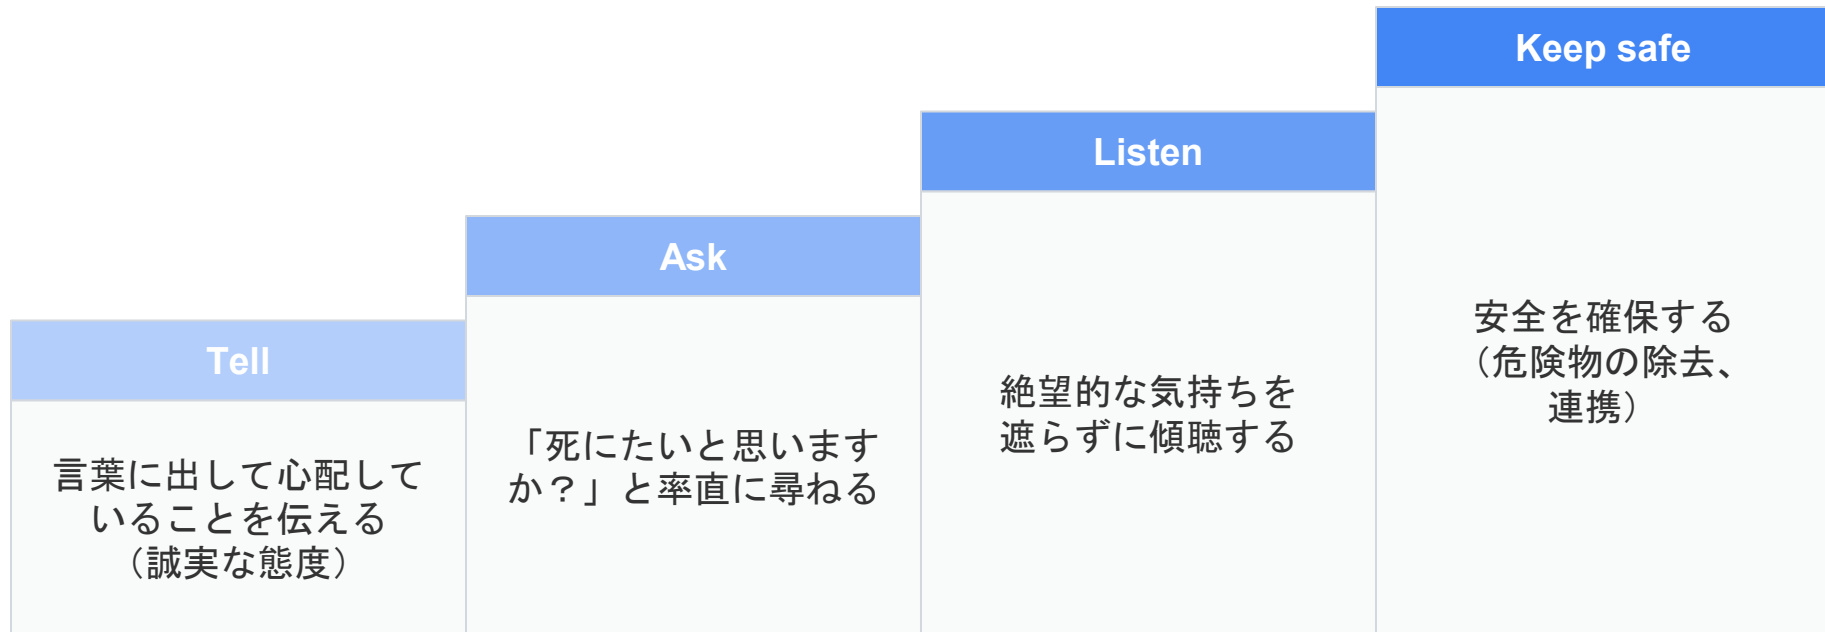 Tell
言葉に出して心配して
いることを伝える
（誠実な態度）
Ask
「死にたいと思います
か？」と率直に尋ねる
Listen
絶望的な気持ちを
遮らずに傾聴する
Keep safe
安全を確保する
（危険物の除去、
連携）